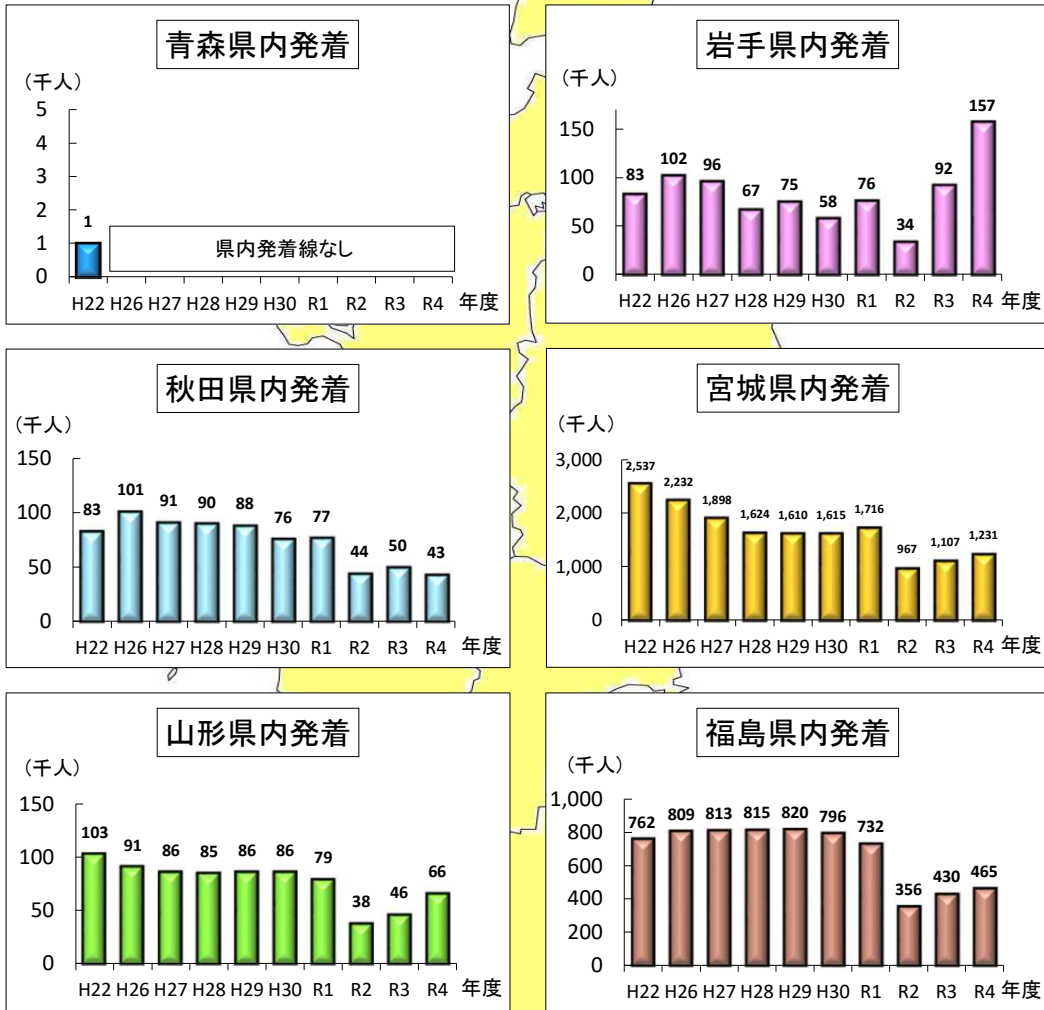 青森県内発着
(千人)
5
4
3
2
1
0
1
県内発着線なし
H22 H26 H27 H28 H29 H30 R1 R2 R3 R4 年度
岩手県内発着
(千人)
150
100
50
0
83 102 96 67 75 58 76 34 92 157
H22 H26 H27 H28 H29 H30 R1 R2 R3 R4 年度
秋田県内発着
(千人)
150
100
50
0
83 101 91 90 88 76 77 44 50 43
H22 H26 H27 H28 H29 H30 R1 R2 R3 R4 年度
宮城県内発着
(千人)
3,000
2,000
1,000
0
2,537 2,232 1,898 1,624 1,610 1,615 1,716 967 1,107 1,231
H22 H26 H27 H28 H29 H30 R1 R2 R3 R4 年度
山形県内発着
(千人)
150
100
50
0
103 91 86 85 86 86 79 38 46 66
H22 H26 H27 H28 H29 H30 R1 R2 R3 R4 年度
福島県内発着
(千人)
1,000
800
600
400
200
0
762 809 813 815 820 796 732 356 430 465
H22 H26 H27 H28 H29 H30 R1 R2 R3 R4 年度